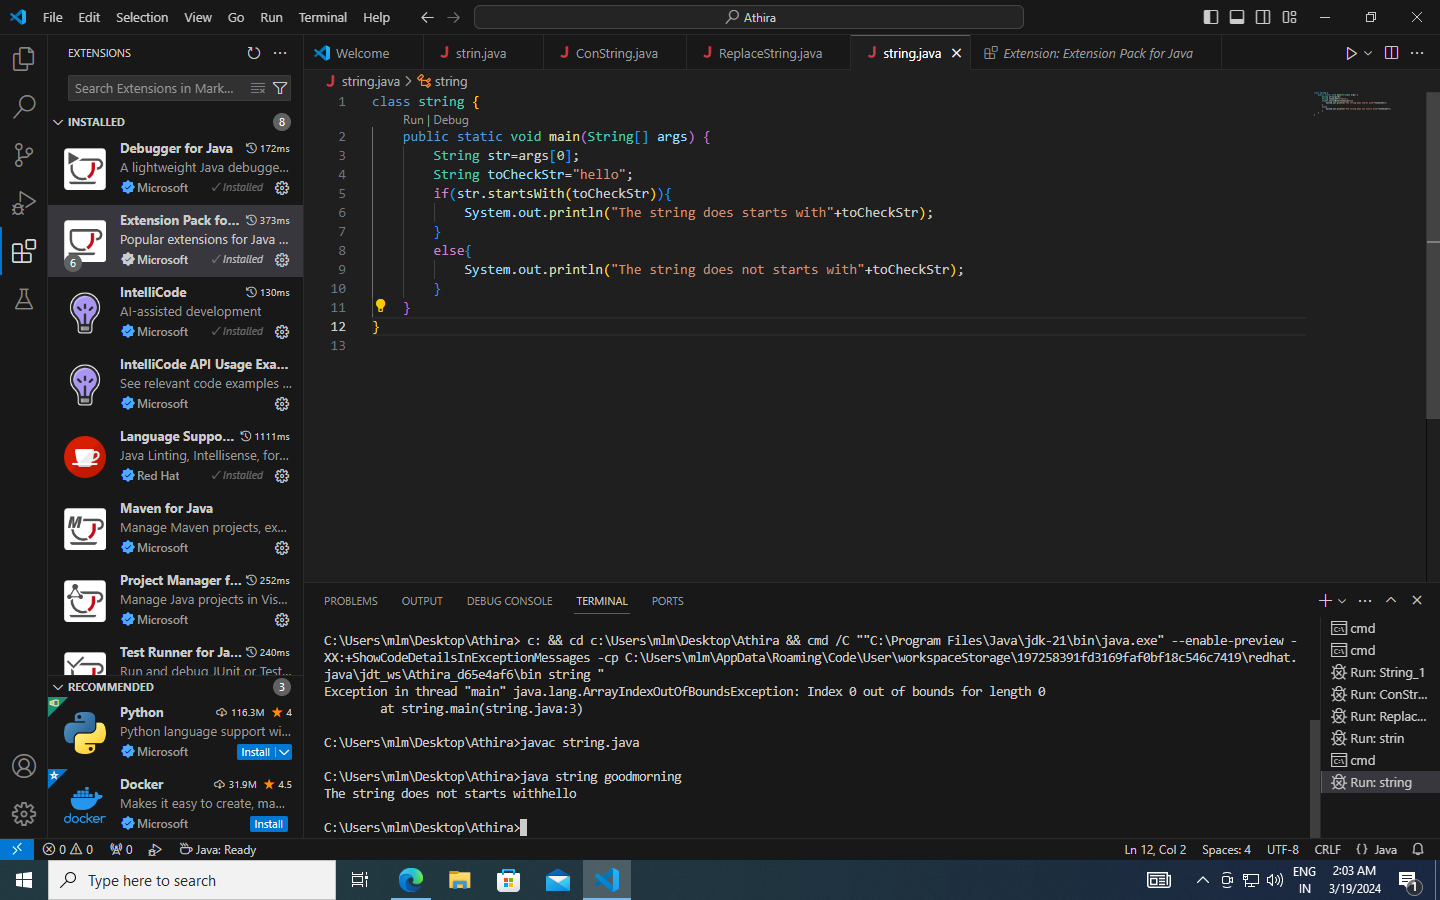 File Edit Selection View Go Run Terminal Help
Athira
EXTENSIONS
Search Extensions in Mark...
INSTALLED 8
Debugger for Java 172ms
A lightweight Java debugge...
Microsoft Installed
Extension Pack fo... 373ms
Popular extensions for Java ...
Microsoft Installed
6
IntelliCode 130ms
AI-assisted development
Microsoft Installed
IntelliCode API Usage Exa...
See relevant code examples ...
Microsoft
Language Suppo... 1111ms
Java Linting, Intellisense, for...
Red Hat Installed
Maven for Java
Manage Maven projects, ex...
Microsoft
Project Manager f... 252ms
Manage Java projects in Vis...
Microsoft
Test Runner for Ja... 240ms
Run and debug JUnit or Test...
RECOMMENDED 3
Python 116.3M 4
Python language support wi...
Microsoft Install
Docker 31.9M 4.5
Makes it easy to create, ma...
Microsoft Install
docker
Welcome strin.java ConString.java ReplaceString.java string.java Extension: Extension Pack for Java
string.java > string
1 class string {
Run | Debug
2 public static void main(String[] args) {
3 String str=args[0];
4 String toCheckStr="hello";
5 if(str.startsWith(toCheckStr)){
6 System.out.println("The string does starts with"+toCheckStr);
7 }
8 else{
9 System.out.println("The string does not starts with"+toCheckStr);
10 }
11 }
12 }
13
PROBLEMS OUTPUT DEBUG CONSOLE TERMINAL PORTS
C:\Users\mlm\Desktop\Athira> c: && cd c:\Users\mlm\Desktop\Athira && cmd /C ""C:\Program Files\Java\jdk-21\bin\java.exe" --enable-preview -
XX:+ShowCodeDetailsInExceptionMessages -cp C:\Users\mlm\AppData\Roaming\Code\User\workspaceStorage\197258391fd3169faf0bf18c546c7419\redhat.
java\jdt_ws\Athira_d65e4af6\bin string "
Exception in thread "main" java.lang.ArrayIndexOutOfBoundsException: Index 0 out of bounds for length 0
at string.main(string.java:3)
C:\Users\mlm\Desktop\Athira>javac string.java
C:\Users\mlm\Desktop\Athira>java string goodmorning
The string does not starts withhello
C:\Users\mlm\Desktop\Athira>
cmd
cmd
Run: String_1
Run: ConStr...
Run: Replac...
Run: strin
cmd
Run: string
0 0 0 Java: Ready
Ln 12, Col 2 Spaces: 4 UTF-8 CRLF {} Java
Type here to search
ENG
IN
2:03 AM
3/19/2024
1